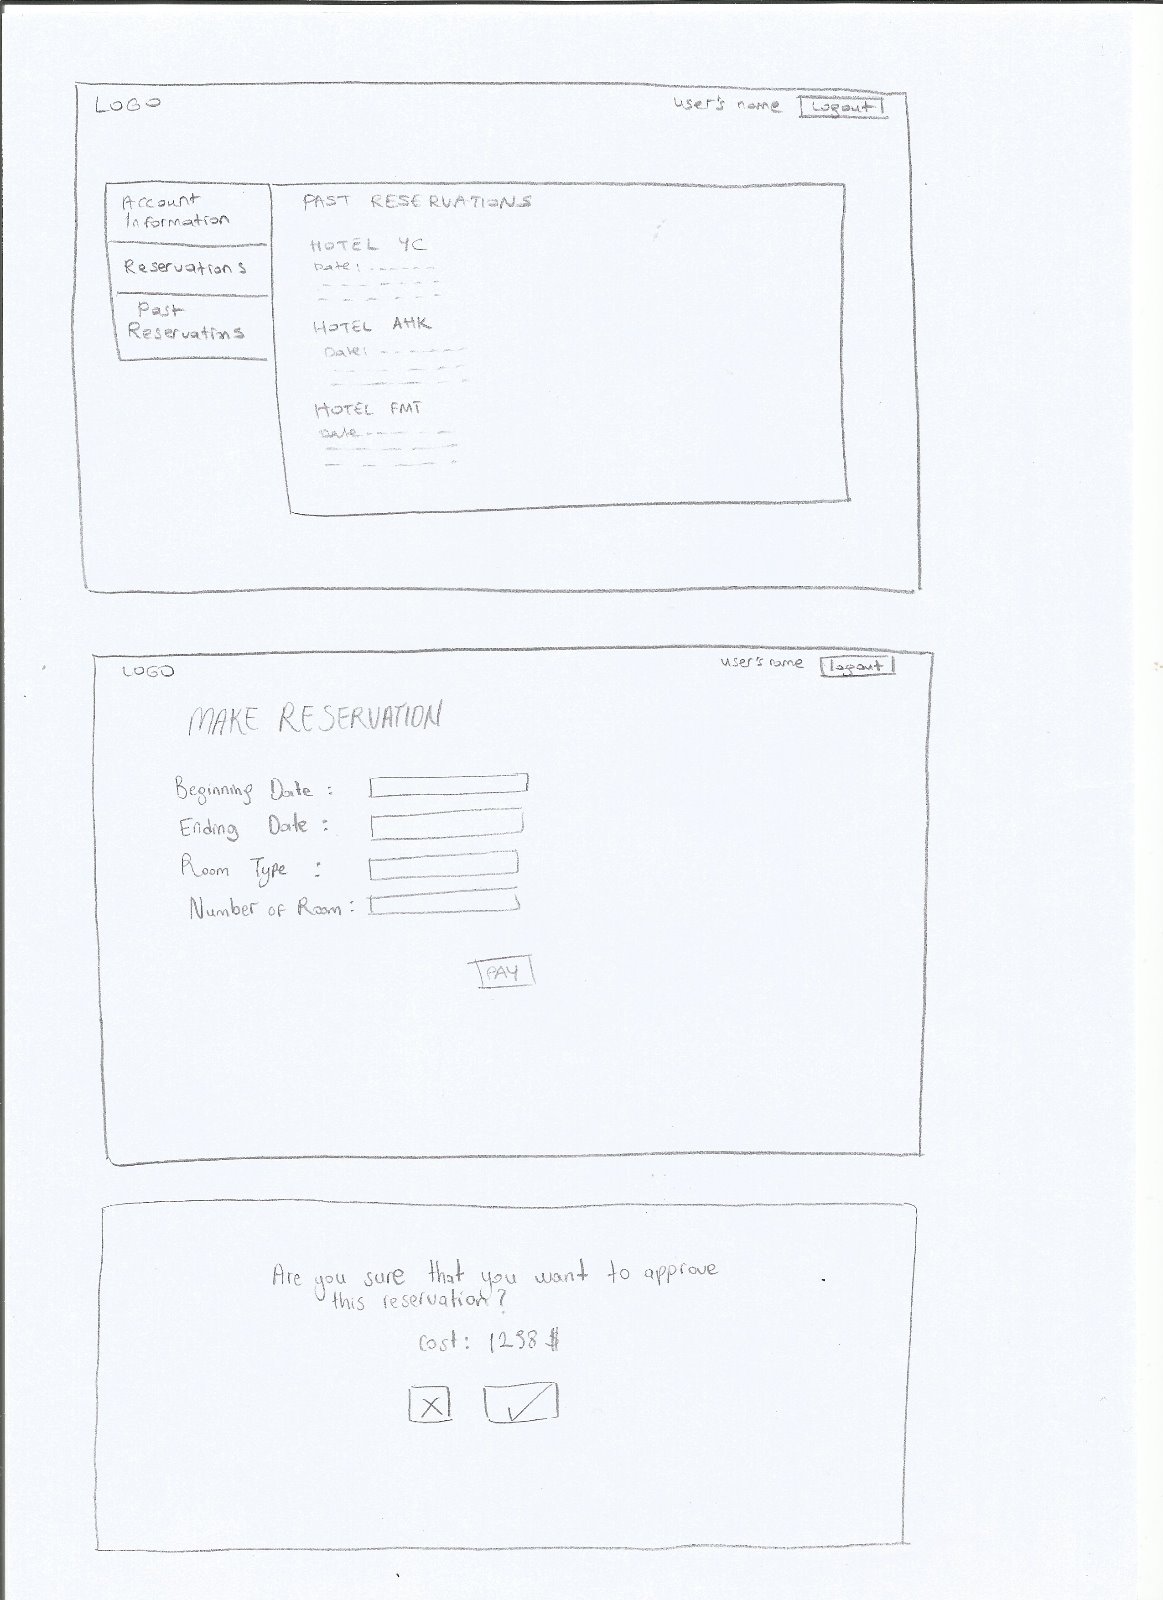 LOGO
user's name Logout
Account
Information
Reservations
Past
Reservations
PAST RESERVATIONS
HOTEL YC
Date:
HOTEL AHK
Date:
HOTEL FMT
Date
LOGO
user's name logout
MAKE RESERVATION
Beginning Date :
Ending Date :
Room Type :
Number of Room :
PAY
Are you sure that you want to approve
this reservation?
Cost: 1298 $
X ✓